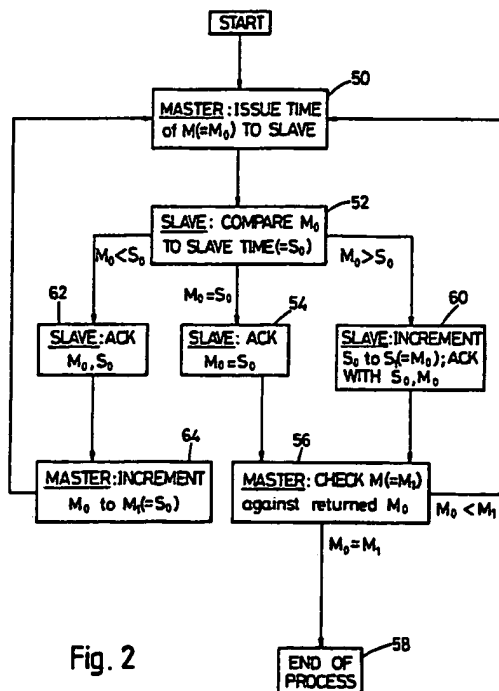 START
50
MASTER: ISSUE TIME
of M(=M₀) TO SLAVE
52
SLAVE: COMPARE M₀
TO SLAVE TIME(=S₀)
M₀<S₀
M₀=S₀
M₀>S₀
62
SLAVE: ACK
M₀,S₀
54
SLAVE: ACK
M₀=S₀
60
SLAVE:INCREMENT
S₀ to S₁(=M₀); ACK
WITH S₀,M₀
64
MASTER:INCREMENT
M₀ to M₁(=S₀)
56
MASTER: CHECK M(=M₁)
against returned M₀
M₀<M₁
M₀=M₁
58
END OF
PROCESS
Fig. 2